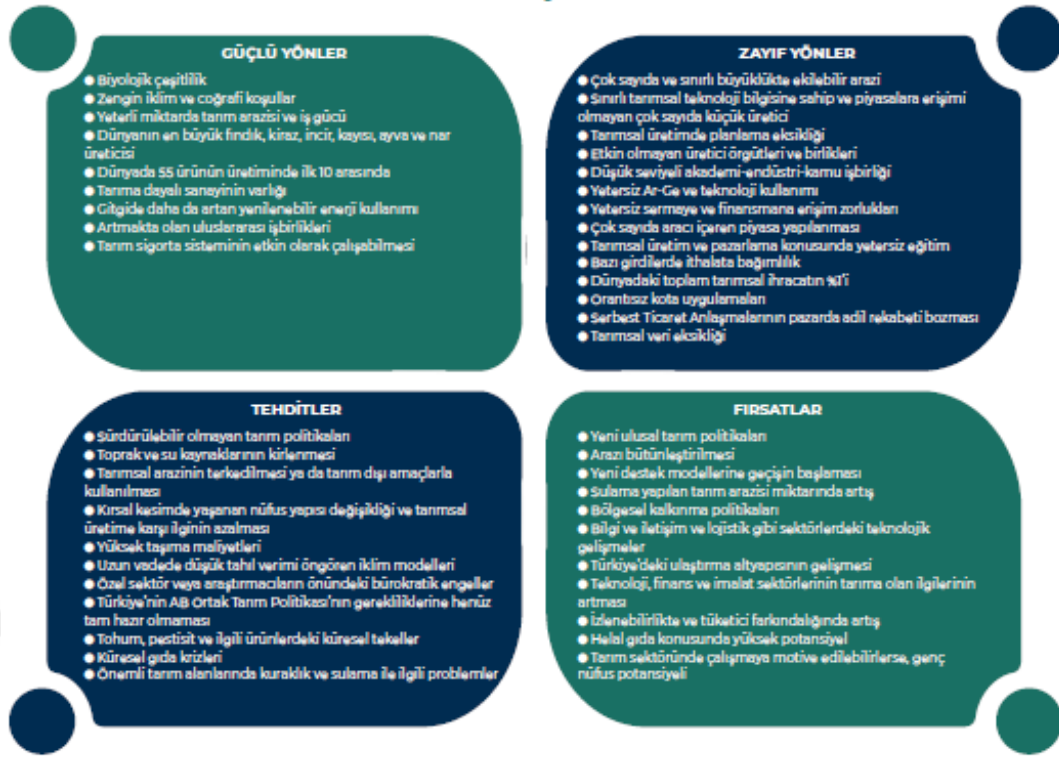 GÜÇLÜ YÖNLER
● Biyolojik çeşitlilik
● Zengin iklim ve coğrafi koşullar
● Yeterli miktarda tarım arazisi ve iş gücü
● Dünyanın en büyük fındık, kiraz, incir, kayısı, ayva ve nar
üreticisi
● Dünyada 55 ürünün üretiminde ilk 10 arasında
● Tarıma dayalı sanayinin varlığı
● Gitgide daha da artan yenilenebilir enerji kullanımı
● Artmakta olan uluslararası işbirlikleri
● Tarım sigorta sisteminin etkin olarak çalışabilmesi
ZAYIF YÖNLER
● Çok sayıda ve sınırlı büyüklükte ekilebilir arazi
● Sınırlı tarımsal teknoloji bilgisine sahip ve piyasalara erişimi
olmayan çok sayıda küçük üretici
● Tarımsal üretimde planlama eksikliği
● Etkin olmayan üretici örgütleri ve birlikleri
● Düşük seviyeli akademi-endüstri-kamu işbirliği
● Yetersiz Ar-Ge ve teknoloji kullanımı
● Yetersiz sermaye ve finansmana erişim zorlukları
● Çok sayıda aracı içeren piyasa yapılanması
● Tarımsal üretim ve pazarlama konusunda yetersiz eğitim
● Bazı girdilerde ithalata bağımlılık
● Dünyadaki toplam tarımsal ihracatın %1'i
● Orantısız kota uygulamaları
● Serbest Ticaret Anlaşmalarının pazarda adil rekabeti bozması
● Tarımsal veri eksikliği
TEHDİTLER
● Sürdürülebilir olmayan tarım politikaları
● Toprak ve su kaynaklarının kirlenmesi
● Tarımsal arazinin terkedilmesi ya da tarım dışı amaçlarla
kullanılması
● Kırsal kesimde yaşanan nüfus yapısı değişikliği ve tarımsal
üretime karşı ilginin azalması
● Yüksek taşıma maliyetleri
● Uzun vadede düşük tahıl verimi öngören iklim modelleri
● Özel sektör veya araştırmacıların önündeki bürokratik engeller
● Türkiye'nin AB Ortak Tarım Politikası'nın gerekliliklerine henüz
tam hazır olmaması
● Tohum, pestisit ve ilgili ürünlerdeki küresel tekeller
● Küresel gıda krizleri
● Önemli tarım alanlarında kuraklık ve sulama ile ilgili problemler
FIRSATLAR
● Yeni ulusal tarım politikaları
● Arazi bütünleştirilmesi
● Yeni destek modellerine geçişin başlaması
● Sulama yapılan tarım arazisi miktarında artış
● Bölgesel kalkınma politikaları
● Bilgi ve iletişim ve lojistik gibi sektörlerdeki teknolojik
gelişmeler
● Türkiye'deki ulaştırma altyapısının gelişmesi
● Teknoloji, finans ve imalat sektörlerinin tarıma olan ilgilerinin
artması
● İzlenebilirlikte ve tüketici farkındalığında artış
● Helal gıda konusunda yüksek potansiyel
● Tarım sektöründe çalışmaya motive edilebilirlerse, genç
nüfus potansiyeli